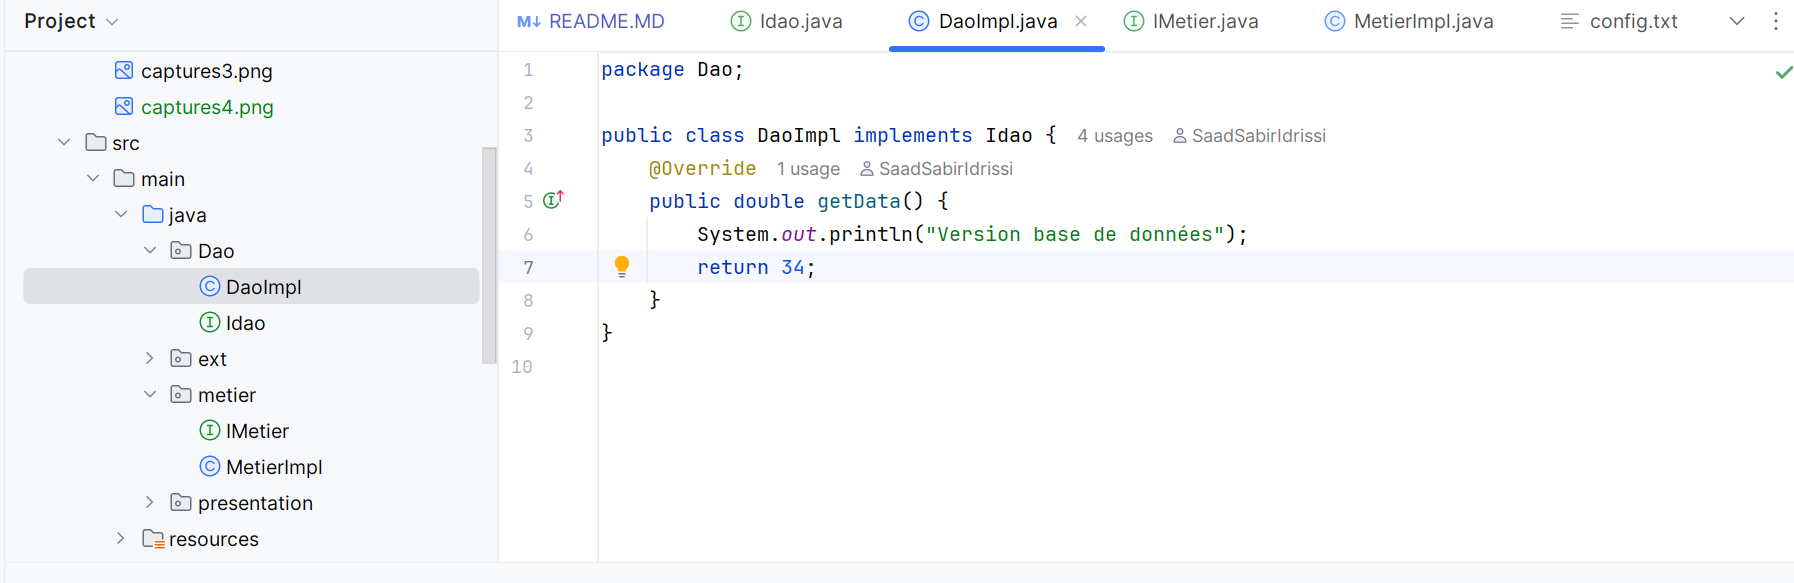 Project
README.MD
Idao.java
DaoImpl.java
IMetier.java
MetierImpl.java
config.txt
captures3.png
captures4.png
src
main
java
Dao
DaoImpl
Idao
ext
metier
IMetier
MetierImpl
presentation
resources
1 package Dao;
2
3 public class DaoImpl implements Idao { 4 usages SaadSabirIdrissi
4 @Override 1 usage SaadSabirIdrissi
5 public double getData() {
6 System.out.println("Version base de données");
7 return 34;
8 }
9 }
10